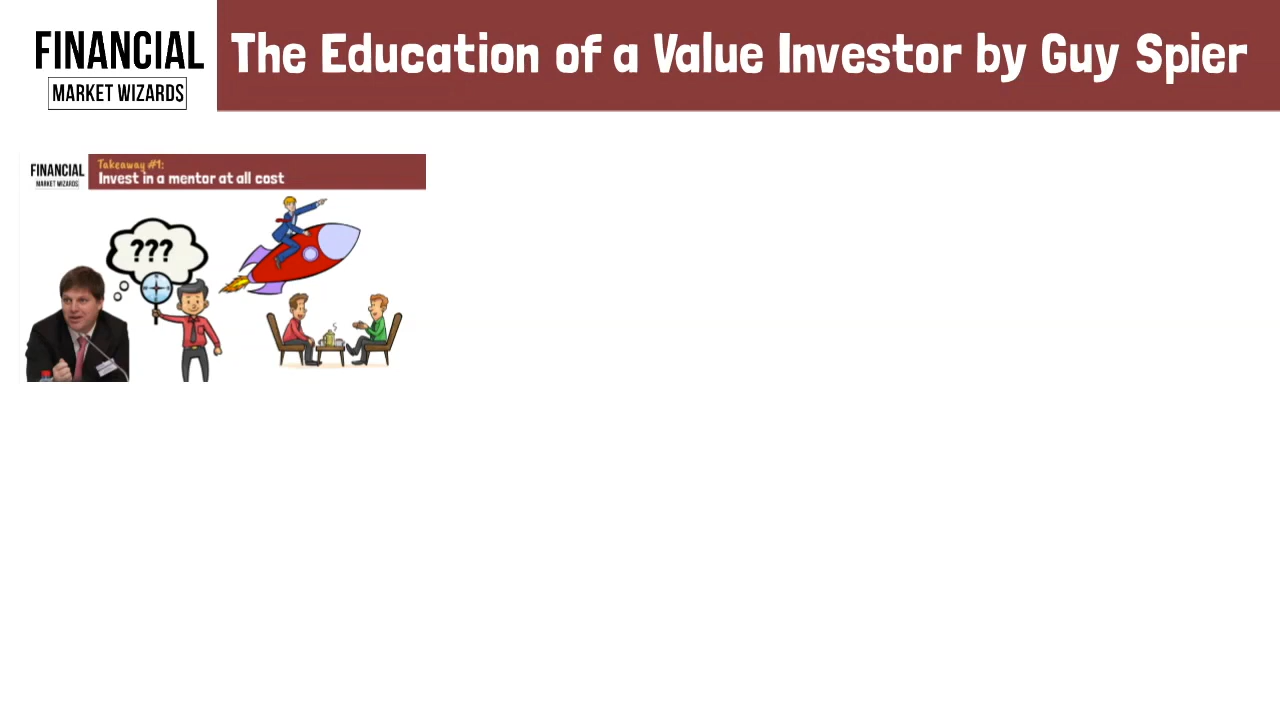 FINANCIAL
MARKET WIZARDS
The Education of a Value Investor by Guy Spier
FINANCIAL
MARKET WIZARDS
Takeaway #1:
Invest in a mentor at all cost
???